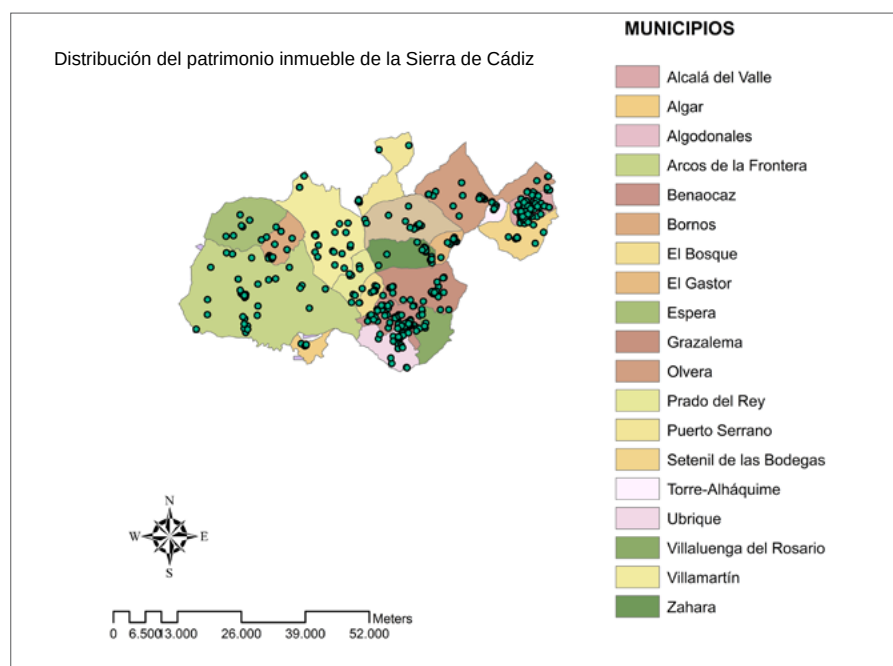 MUNICIPIOS
Distribución del patrimonio inmueble de la Sierra de Cádiz
Alcalá del Valle
Algar
Algodonales
Arcos de la Frontera
Benaocaz
Bornos
El Bosque
El Gastor
Espera
Grazalema
Olvera
Prado del Rey
Puerto Serrano
Setenil de las Bodegas
Torre-Alháquime
Ubrique
Villaluenga del Rosario
Villamartín
Zahara
N
W E
S
Meters
0 6.500 13.000 26.000 39.000 52.000